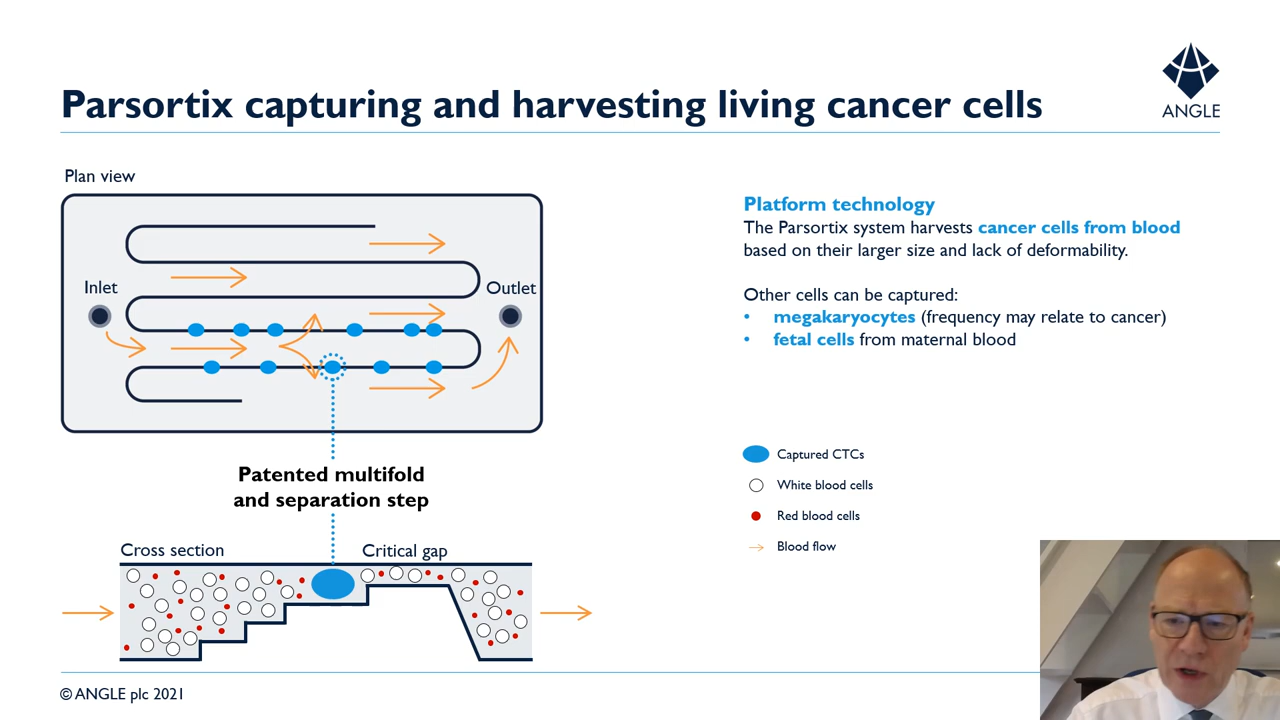 Parsortix capturing and harvesting living cancer cells
ANGLE
Plan view
Inlet
Outlet
Patented multifold
and separation step
Cross section
Critical gap
Platform technology
The Parsortix system harvests cancer cells from blood
based on their larger size and lack of deformability.
Other cells can be captured:
• megakaryocytes (frequency may relate to cancer)
• fetal cells from maternal blood
Captured CTCs
White blood cells
Red blood cells
Blood flow
© ANGLE plc 2021